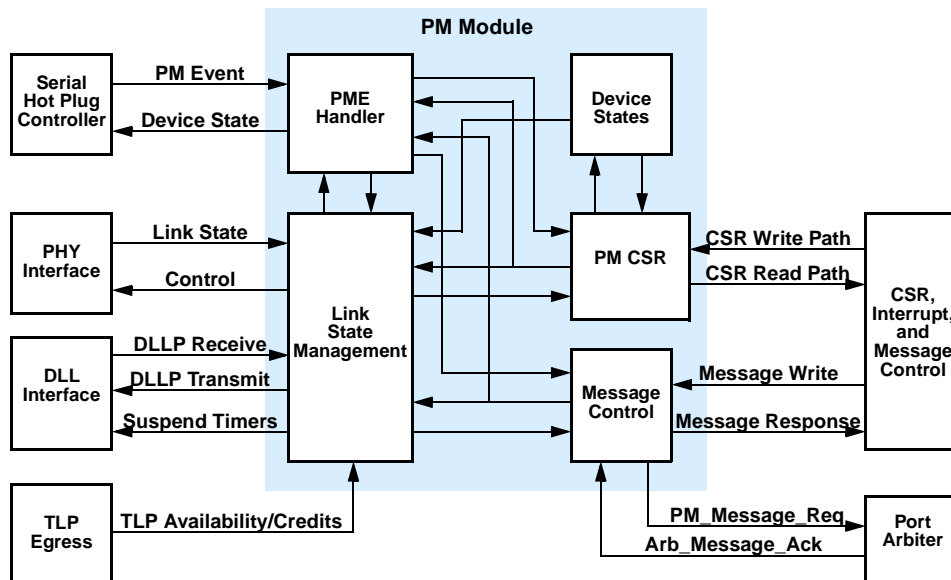 PM Module
Serial
Hot Plug
Controller
PM Event
Device State
PME
Handler
Device
States
PHY
Interface
Link State
Control
Link
State
Management
PM CSR
CSR Write Path
CSR Read Path
CSR,
Interrupt,
and
Message
Control
DLL
Interface
DLLP Receive
DLLP Transmit
Suspend Timers
Message
Control
Message Write
Message Response
TLP
Egress
TLP Availability/Credits
PM_Message_Req
Arb_Message_Ack
Port
Arbiter